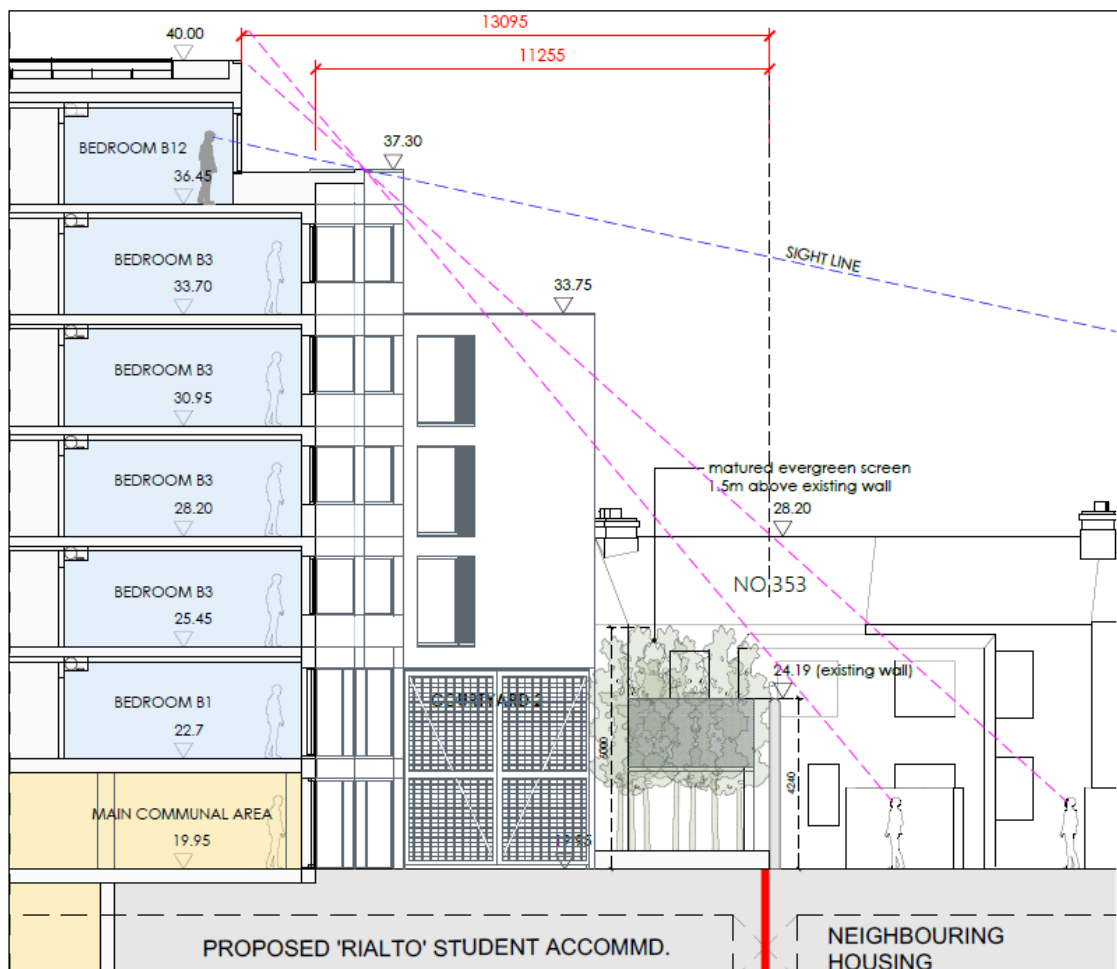 13095
40.00
11255
37.30
BEDROOM B12
36.45
SIGHT LINE
BEDROOM B3
33.70
33.75
BEDROOM B3
30.95
matured evergreen screen
1.5m above existing wall
BEDROOM B3
28.20
28.20
NO.353
BEDROOM B3
25.45
24.19 (existing wall)
BEDROOM B1
22.7
COURTYARD 2
4240
MAIN COMMUNAL AREA
19.95
19.95
PROPOSED 'RIALTO' STUDENT ACCOMMD.
NEIGHBOURING
HOUSING